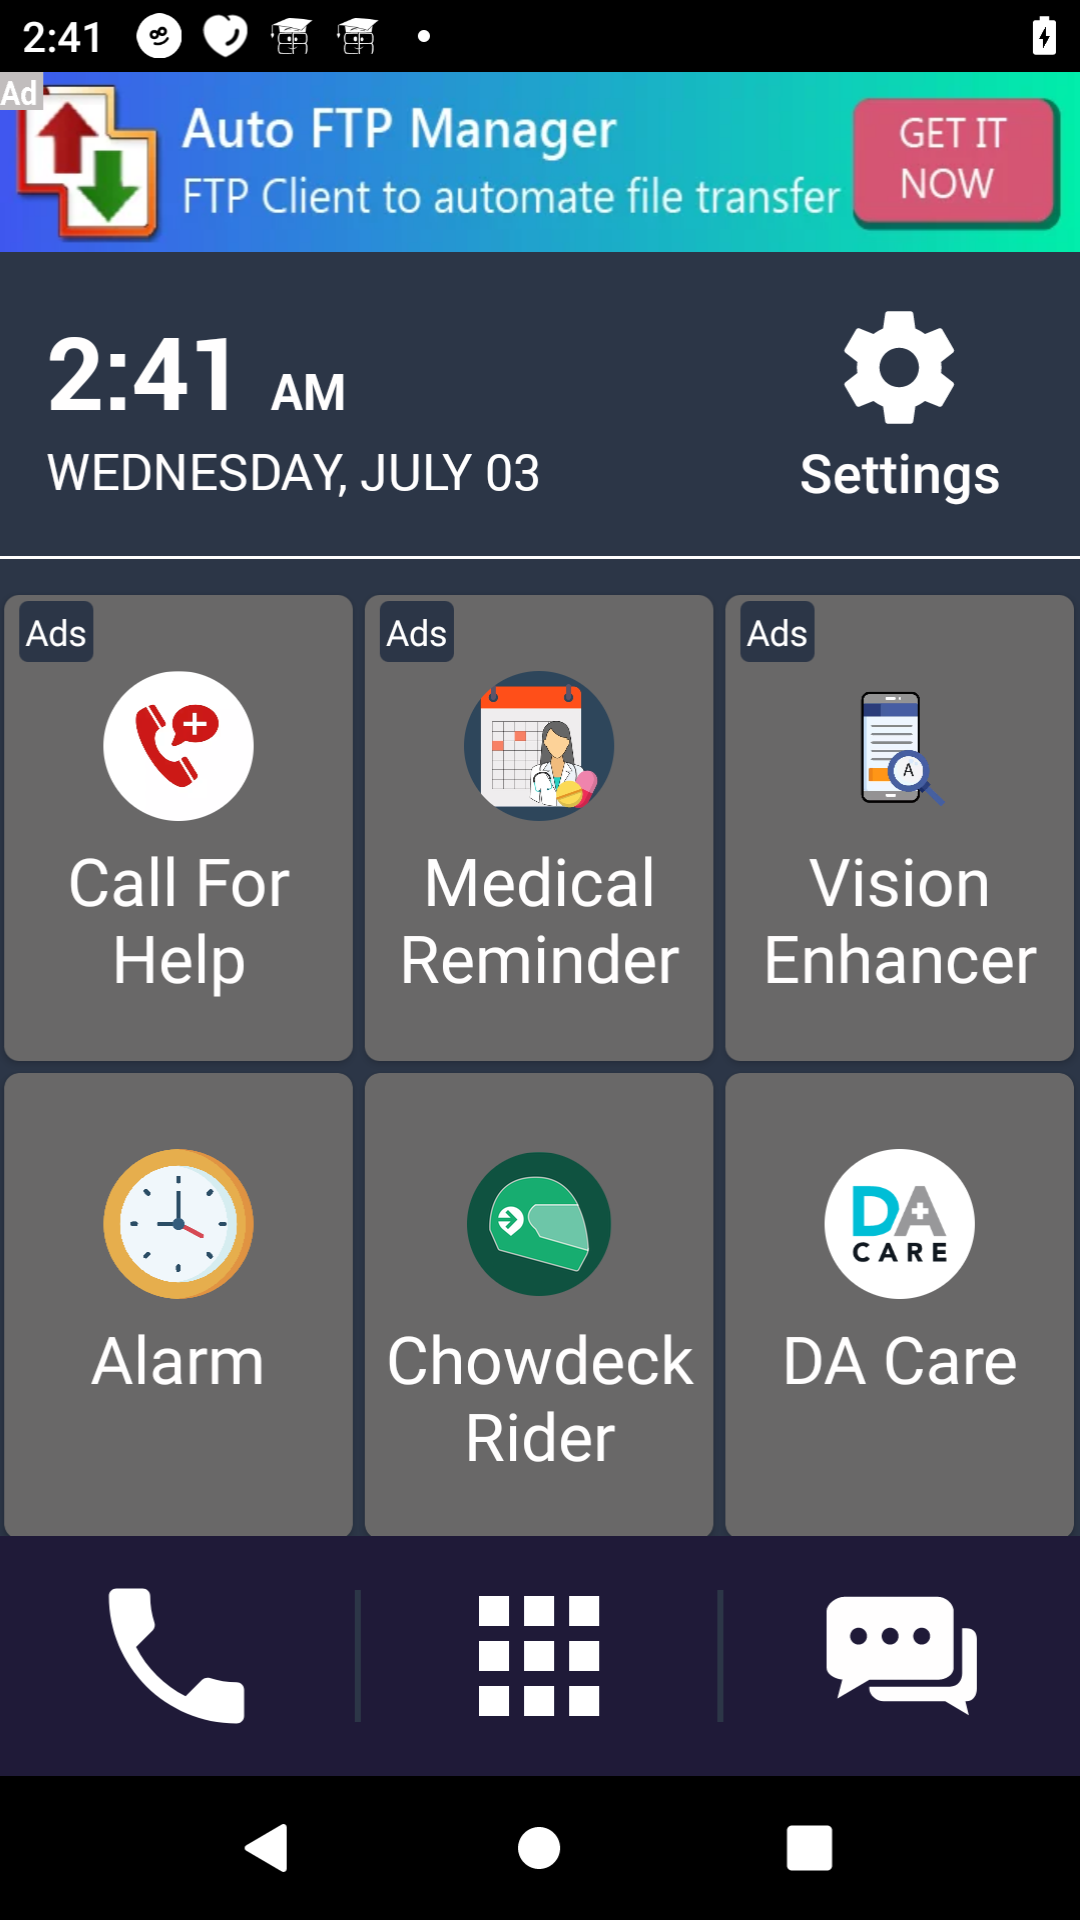 2:41
Ad
Auto FTP Manager
FTP Client to automate file transfer
GET IT
NOW
2:41 AM
WEDNESDAY, JULY 03
Settings
Ads
Ads
Ads
A
Call For
Help
Medical
Reminder
Vision
Enhancer
DA
CARE
Alarm
Chowdeck
Rider
DA Care